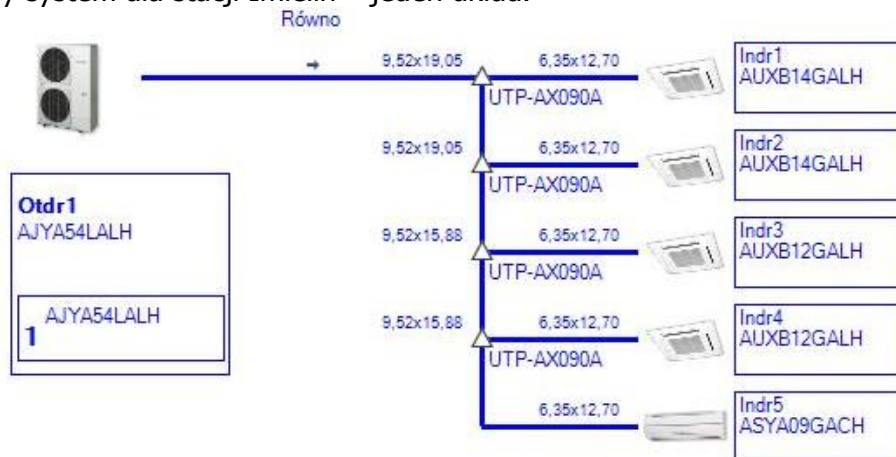 Równo
9,52x19,05
6,35x12,70
UTP-AX090A
Indr1
AUXB14GALH
9,52x19,05
6,35x12,70
UTP-AX090A
Indr2
AUXB14GALH
Otdr1
AJYA54LALH
9,52x15,88
6,35x12,70
UTP-AX090A
Indr3
AUXB12GALH
1 AJYA54LALH
9,52x15,88
6,35x12,70
UTP-AX090A
Indr4
AUXB12GALH
6,35x12,70
Indr5
ASYA09GACH